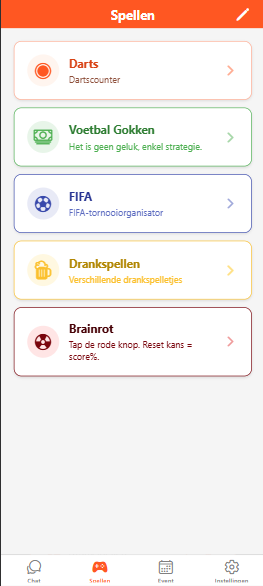 Spellen
Darts
Dartscounter
Voetbal Gokken
Het is geen geluk, enkel strategie.
FIFA
FIFA-tornooiorganisator
Drankspellen
Verschillende drankspelletjes
Brainrot
Tap de rode knop. Reset kans =
score%.
Chat
Spellen
Event
Instellingen